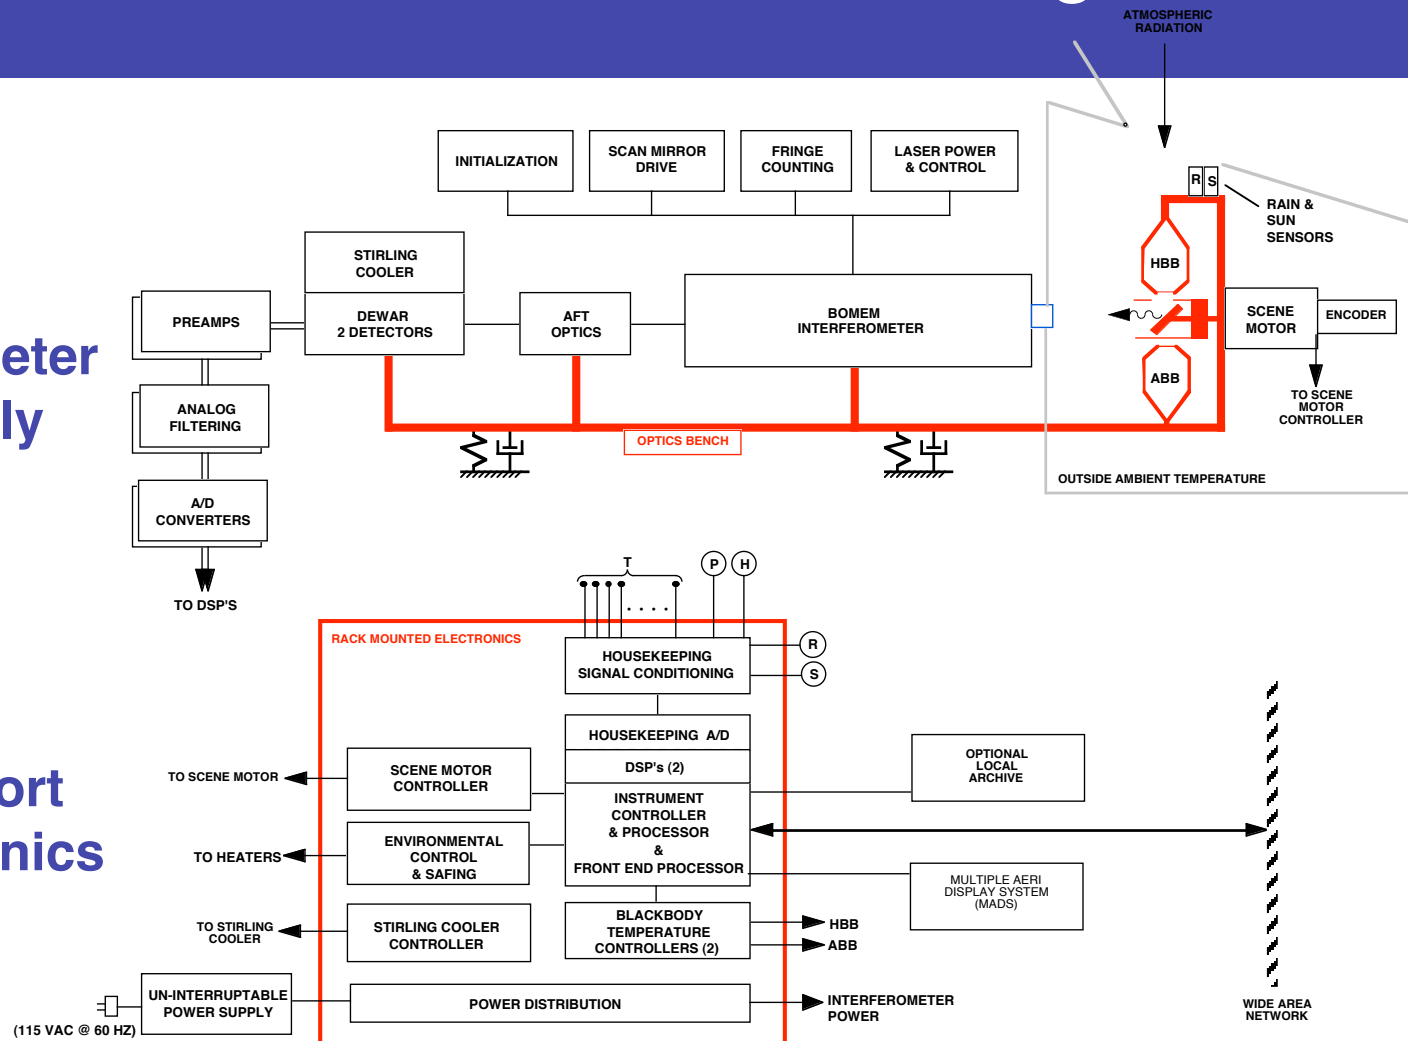 ATMOSPHERIC
RADIATION
INITIALIZATION
SCAN MIRROR
DRIVE
FRINGE
COUNTING
LASER POWER
& CONTROL
R S
RAIN &
SUN
SENSORS
STIRLING
COOLER
HBB
PREAMPS
DEWAR
2 DETECTORS
AFT
OPTICS
BOMEM
INTERFEROMETER
SCENE
MOTOR
ENCODER
eter
ly
ABB
TO SCENE
MOTOR
CONTROLLER
ANALOG
FILTERING
OPTICS BENCH
OUTSIDE AMBIENT TEMPERATURE
A/D
CONVERTERS
TO DSP'S
T
P H
RACK MOUNTED ELECTRONICS
HOUSEKEEPING
SIGNAL CONDITIONING
R
S
HOUSEKEEPING A/D
DSP's (2)
INSTRUMENT
CONTROLLER
& PROCESSOR
&
FRONT END PROCESSOR
ort
nics
TO SCENE MOTOR
SCENE MOTOR
CONTROLLER
OPTIONAL
LOCAL
ARCHIVE
TO HEATERS
ENVIRONMENTAL
CONTROL
& SAFING
MULTIPLE AERI
DISPLAY SYSTEM
(MADS)
TO STIRLING
COOLER
STIRLING COOLER
CONTROLLER
BLACKBODY
TEMPERATURE
CONTROLLERS (2)
HBB
ABB
UN-INTERRUPTABLE
POWER SUPPLY
(115 VAC @ 60 HZ)
POWER DISTRIBUTION
INTERFEROMETER
POWER
WIDE AREA
NETWORK